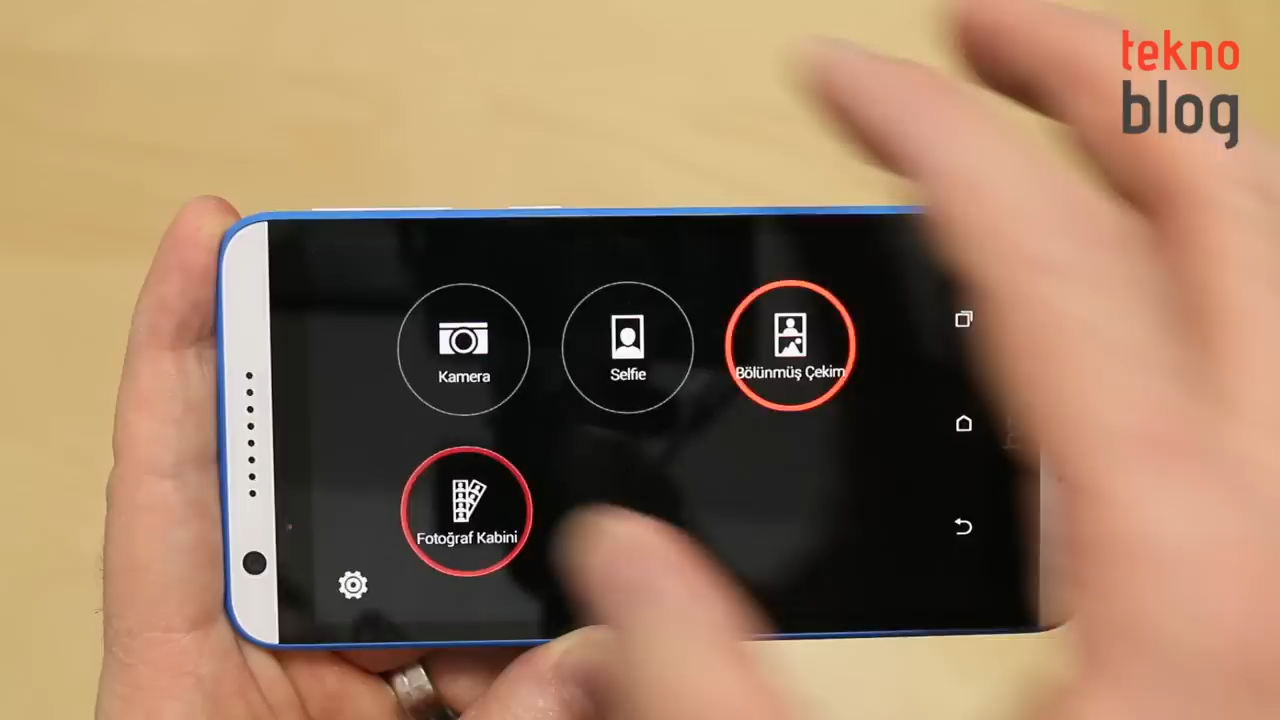 tekno
blog
Kamera
Selfie
Bölünmüş Çekim
Fotoğraf Kabini